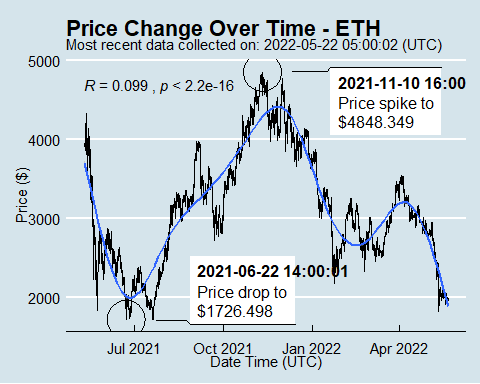 Price Change Over Time - ETH
Most recent data collected on: 2022-05-22 05:00:02 (UTC)
5000
R = 0.099 , p < 2.2e-16
2021-11-10 16:00
Price spike to
$4848.349
4000
Price ($)
3000
2021-06-22 14:00:01
Price drop to
$1726.498
2000
Jul 2021
Oct 2021
Jan 2022
Apr 2022
Date Time (UTC)